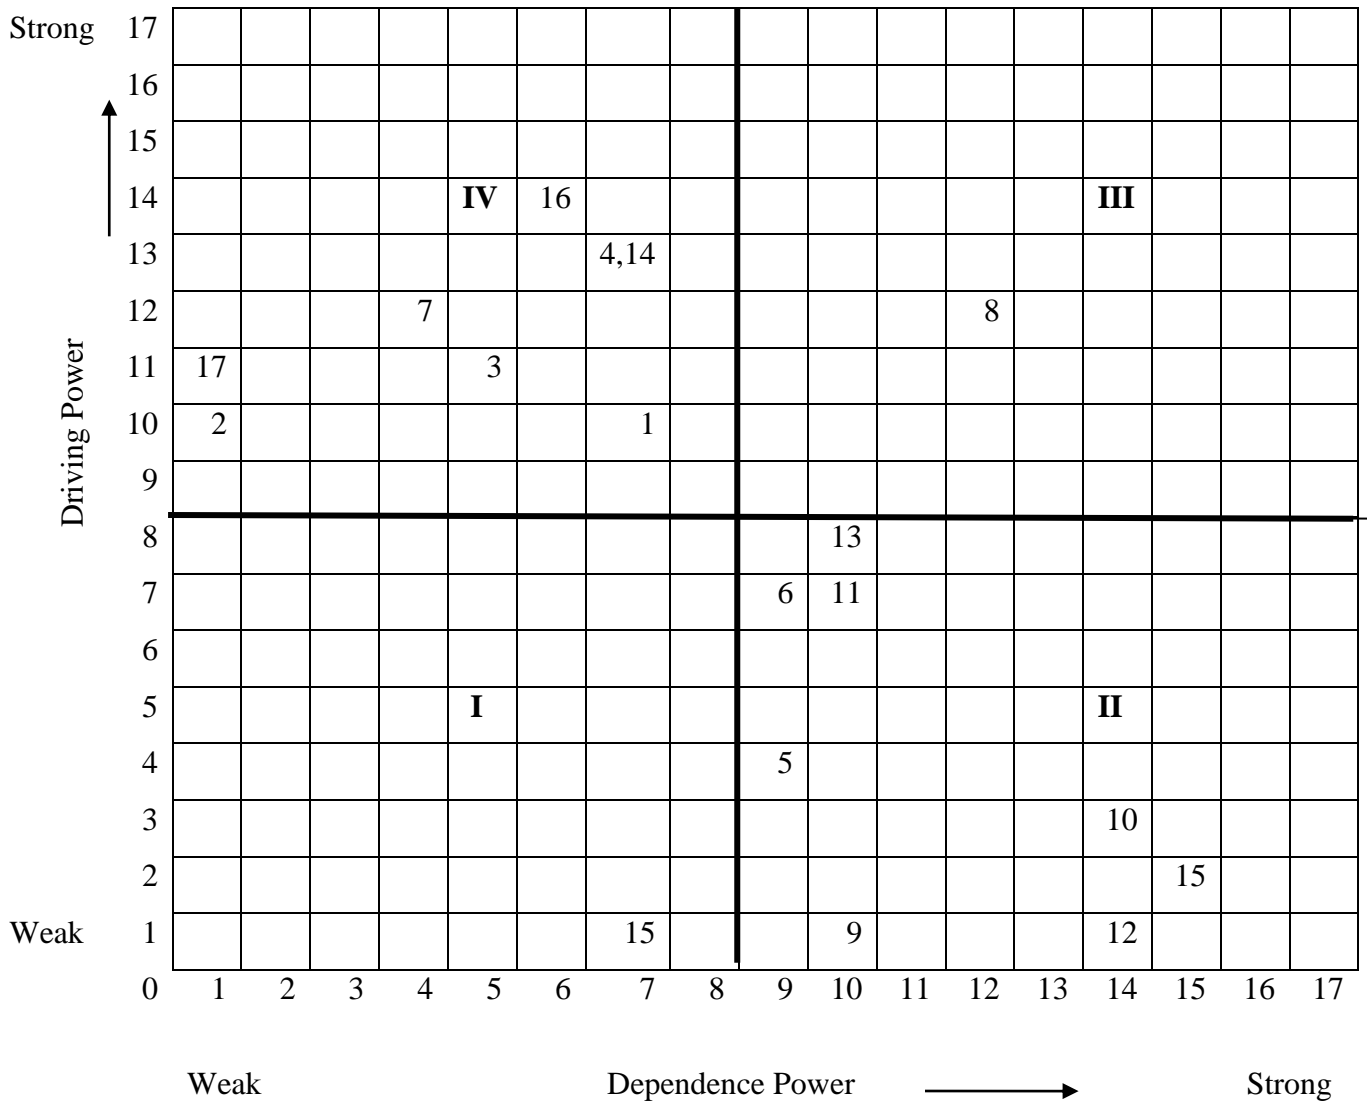 Strong 17
16
15
14 IV 16 III
13 4,14
12 7 8
11 17 3
10 2 1
9
Driving Power
8 13
7 6 11
6
5 I II
4 5
3 10
2 15
Weak 1 15 9 12
0 1 2 3 4 5 6 7 8 9 10 11 12 13 14 15 16 17
Weak Dependence Power Strong